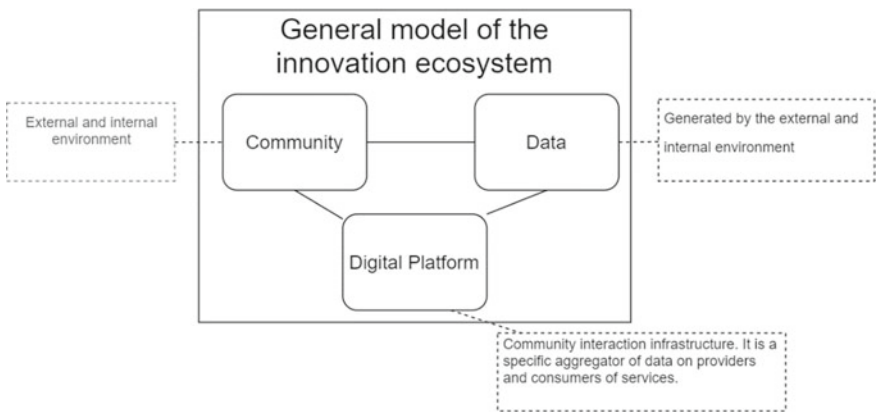 General model of the
innovation ecosystem
External and internal
environment
Community
Data
Generated by the external and
internal environment
Digital Platform
Community interaction infrastructure. It is a
specific aggregator of data on providers
and consumers of services.